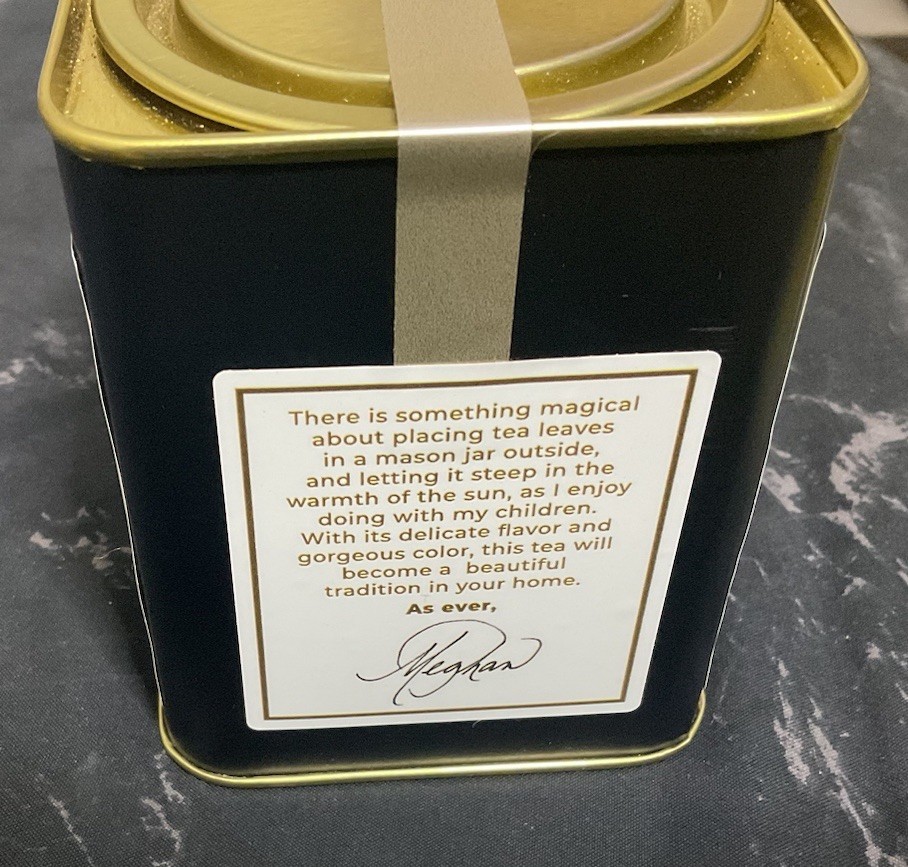 There is something magical
about placing tea leaves
in a mason jar outside,
and letting it steep in the
warmth of the sun, as I enjoy
doing with my children.
With its delicate flavor and
gorgeous color, this tea will
become a beautiful
tradition in your home.
As ever,
Meghan